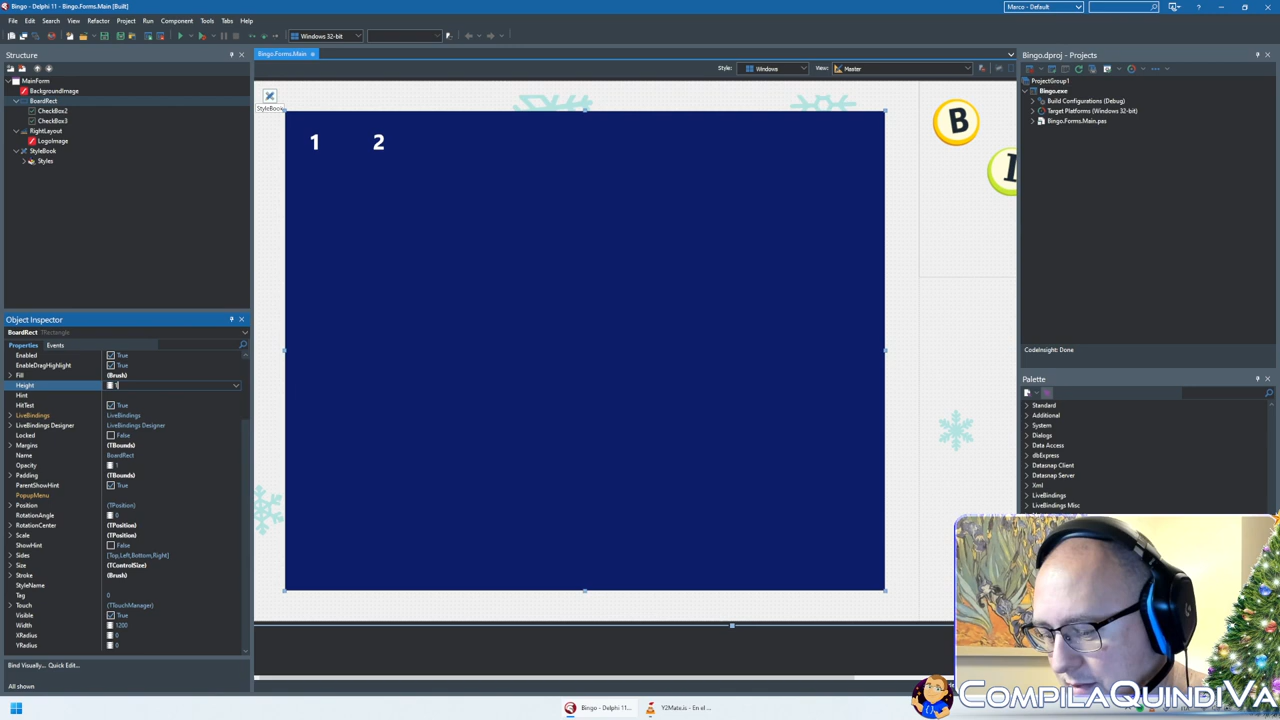 Bingo - Delphi 11 - Bingo.Forms.Main [Built]
Marco - Default
File Edit Search View Refactor Project Run Component Tools Tabs Help
Windows 32-bit
Structure
MainForm
BackgroundImage
BoardRect
CheckBox2
CheckBox3
RightLayout
LogoImage
StyleBook
Styles
Bingo.Forms.Main
Style: Windows View: Master
StyleBook
1 2
B
Object Inspector
BoardRect TRectangle
Properties Events
Enabled True
EnableDragHighlight True
Fill (Brush)
Height 1
Hint
HitTest True
LiveBindings LiveBindings
LiveBindings Designer LiveBindings Designer
Locked False
Margins (TBounds)
Name BoardRect
Opacity 1
Padding (TBounds)
ParentShowHint True
PopupMenu
Position (TPosition)
RotationAngle 0
RotationCenter (TPosition)
Scale (TPosition)
ShowHint False
Sides [Top,Left,Bottom,Right]
Size (TControlSize)
Stroke (Brush)
StyleName
Tag 0
Touch (TTouchManager)
Visible True
Width 1200
XRadius 0
YRadius 0
Bind Visually... Quick Edit...
All shown
Bingo.dproj - Projects
ProjectGroup1
Bingo.exe
Build Configurations (Debug)
Target Platforms (Windows 32-bit)
Bingo.Forms.Main.pas
CodeInsight: Done
Palette
Standard
Additional
System
Dialogs
Data Access
dbExpress
Datasnap Client
Datasnap Server
Xml
LiveBindings
LiveBindings Misc
Bingo - Delphi 11...
Y2Mate.is - En el ...
COMPILAQUINDIVA